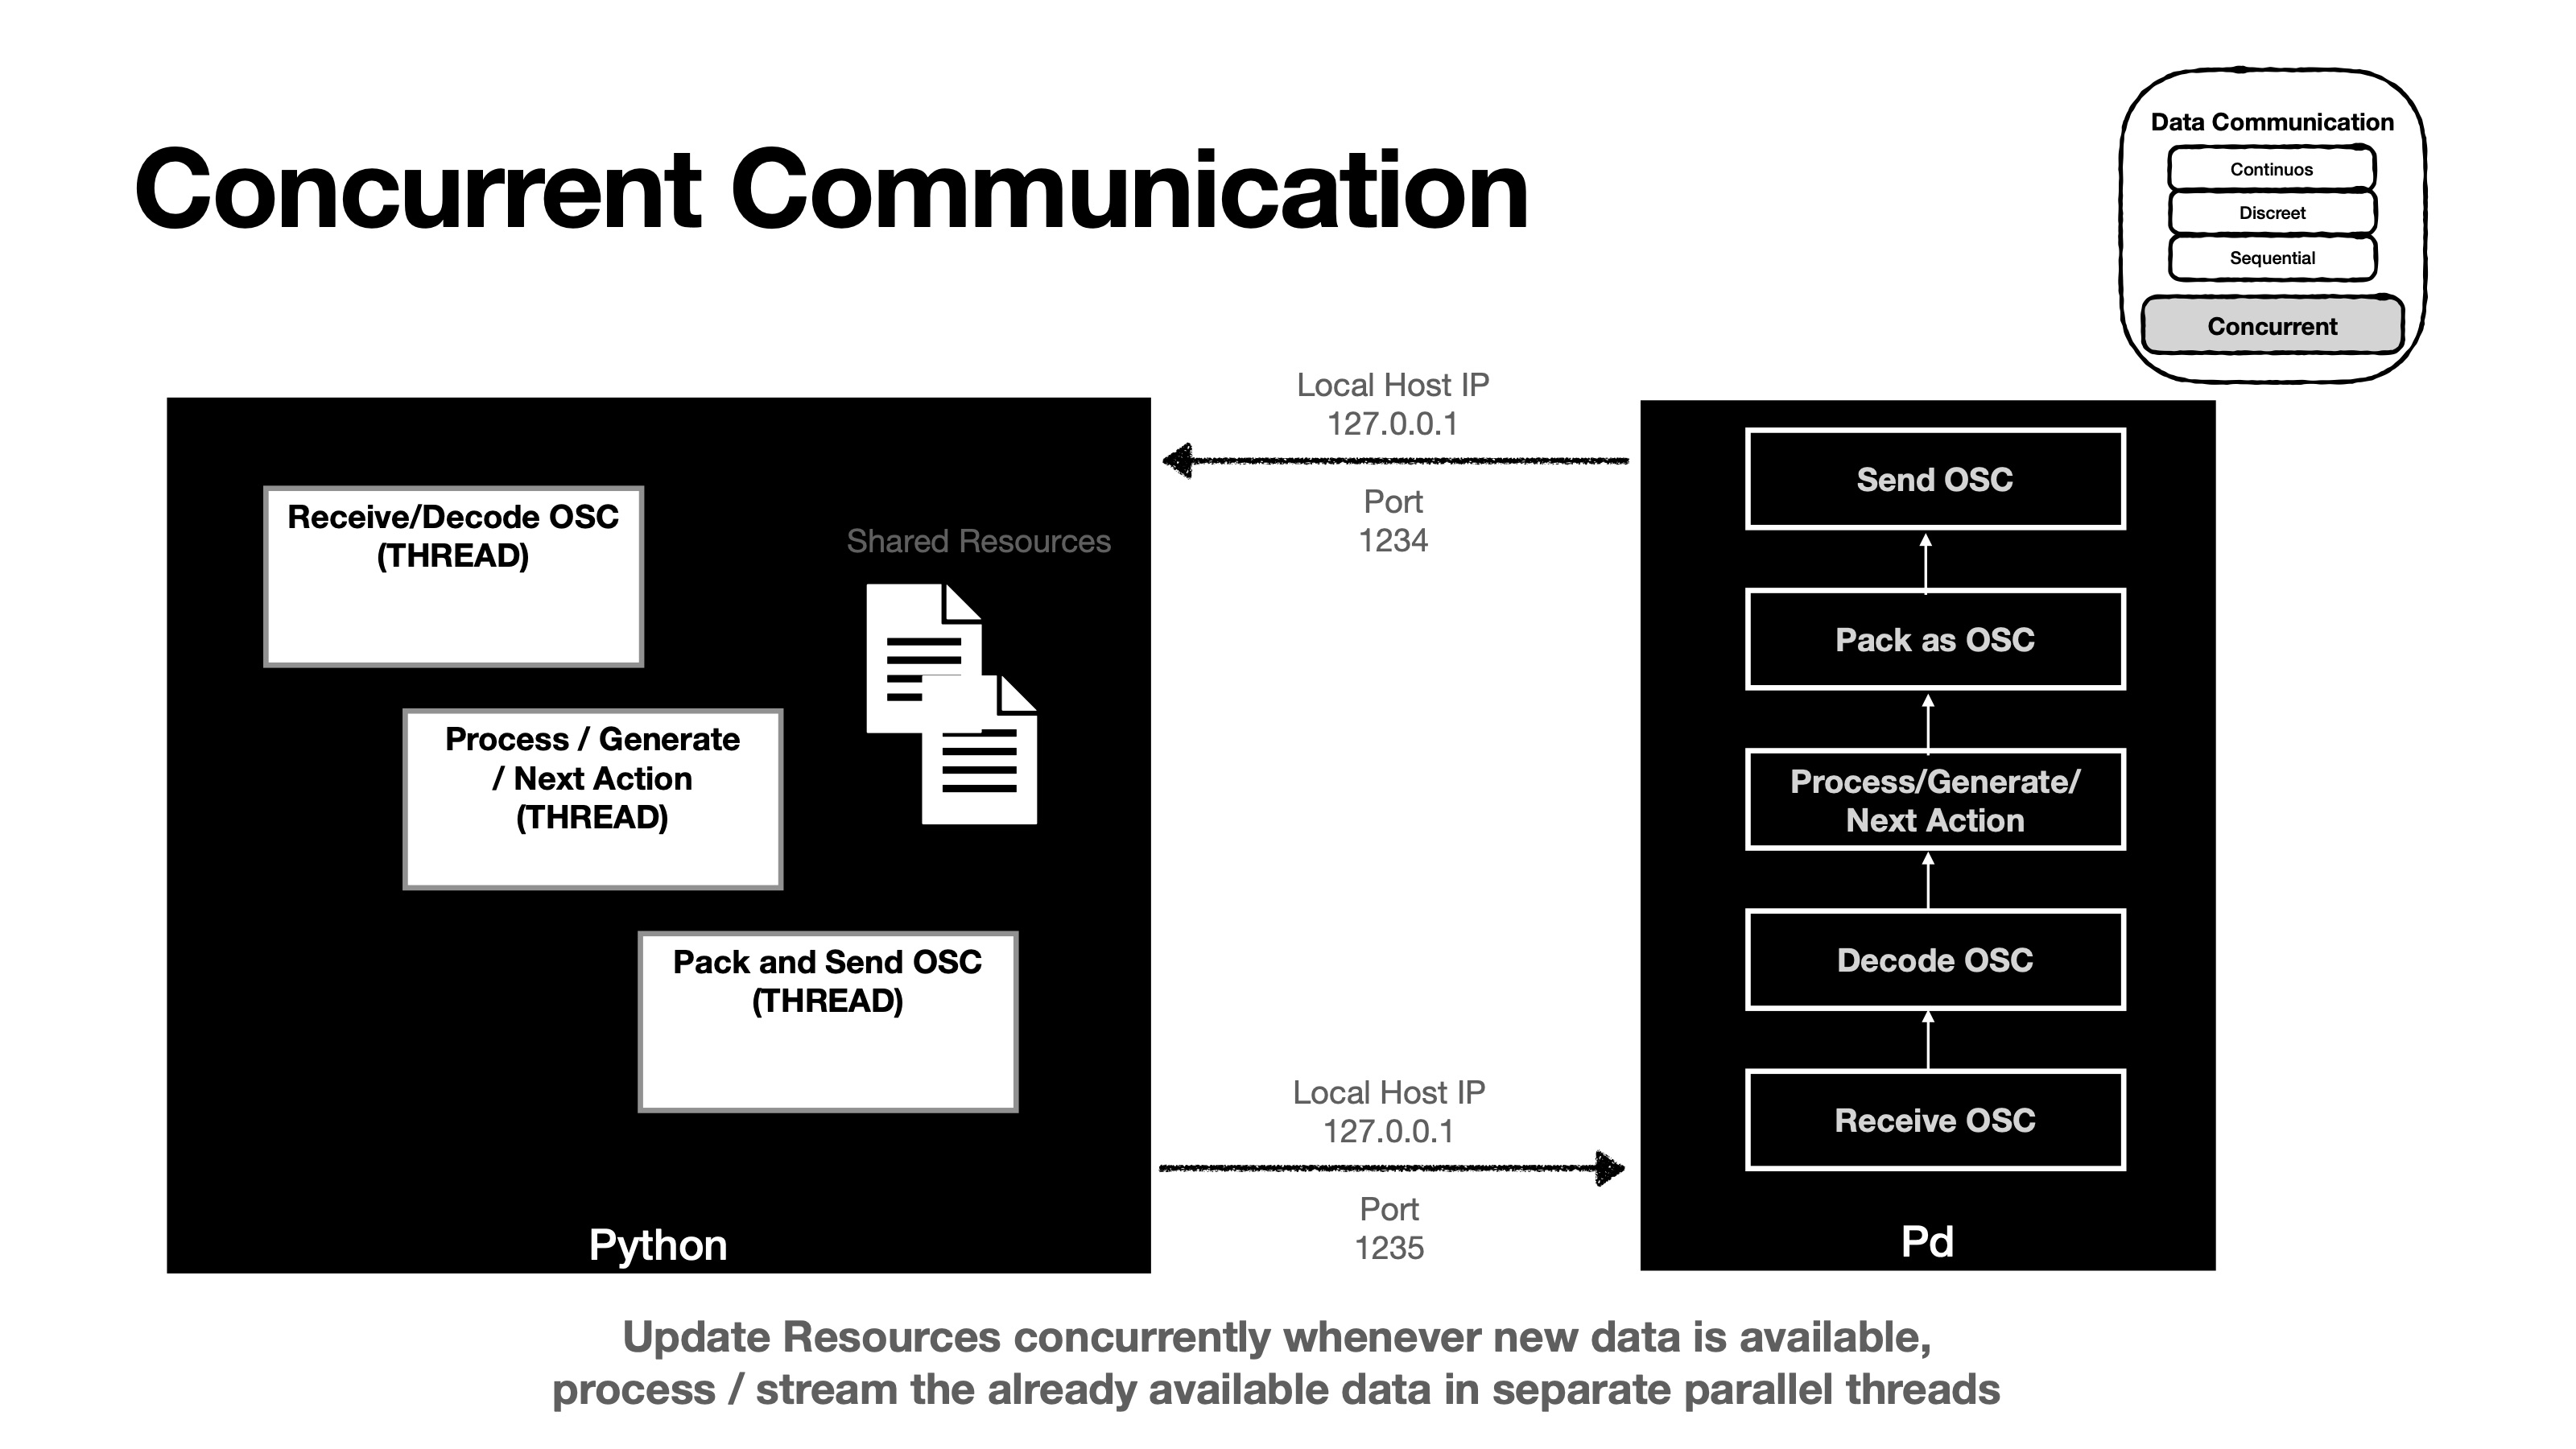 Concurrent Communication
Data Communication
Continuos
Discreet
Sequential
Concurrent
Receive/Decode OSC
(THREAD)
Process / Generate
/ Next Action
(THREAD)
Pack and Send OSC
(THREAD)
Shared Resources
Python
Local Host IP
127.0.0.1
Port
1234
Local Host IP
127.0.0.1
Port
1235
Send OSC
Pack as OSC
Process/Generate/
Next Action
Decode OSC
Receive OSC
Pd
Update Resources concurrently whenever new data is available,
process / stream the already available data in separate parallel threads